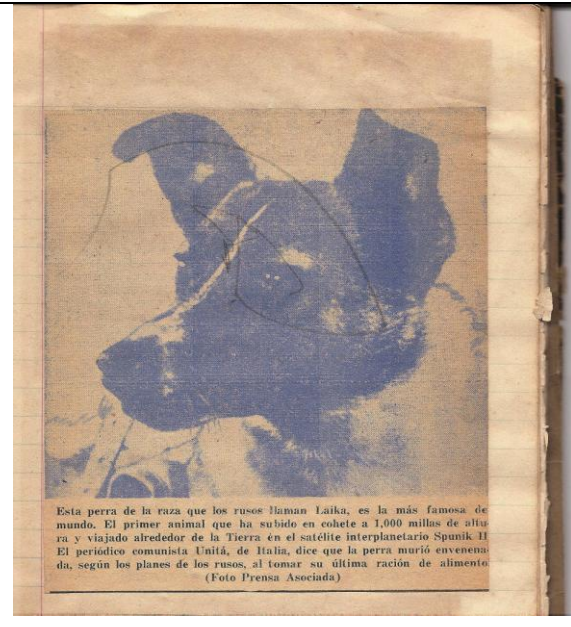 Esta perra de la raza que los rusos llaman Laika, es la más famosa de
mundo. El primer animal que ha subido en cohete a 1,000 millas de altu
ra y viajado alrededor de la Tierra en el satélite interplanetario Spunik II
El periódico comunista Unitá, de Italia, dice que la perra murió envenena
da, según los planes de los rusos, al tomar su última ración de alimento
(Foto Prensa Asociada)